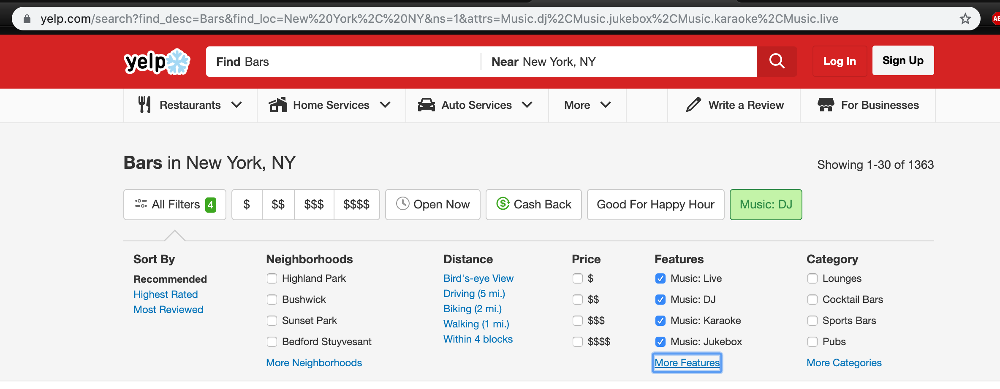 yelp.com/search?find_desc=Bars&find_loc=New%20York%2C%20NY&ns=1&attrs=Music.dj%2CMusic.jukebox%2CMusic.karaoke%2CMusic.live
yelp
Find Bars
Near New York, NY
Log In
Sign Up
Restaurants
Home Services
Auto Services
More
Write a Review
For Businesses
Bars in New York, NY
Showing 1-30 of 1363
All Filters 4
$
$$
$$$
$$$$
Open Now
Cash Back
Good For Happy Hour
Music: DJ
Sort By
Recommended
Highest Rated
Most Reviewed
Neighborhoods
Highland Park
Bushwick
Sunset Park
Bedford Stuyvesant
More Neighborhoods
Distance
Bird's-eye View
Driving (5 mi.)
Biking (2 mi.)
Walking (1 mi.)
Within 4 blocks
Price
$
$$
$$$
$$$$
Features
Music: Live
Music: DJ
Music: Karaoke
Music: Jukebox
More Features
Category
Lounges
Cocktail Bars
Sports Bars
Pubs
More Categories